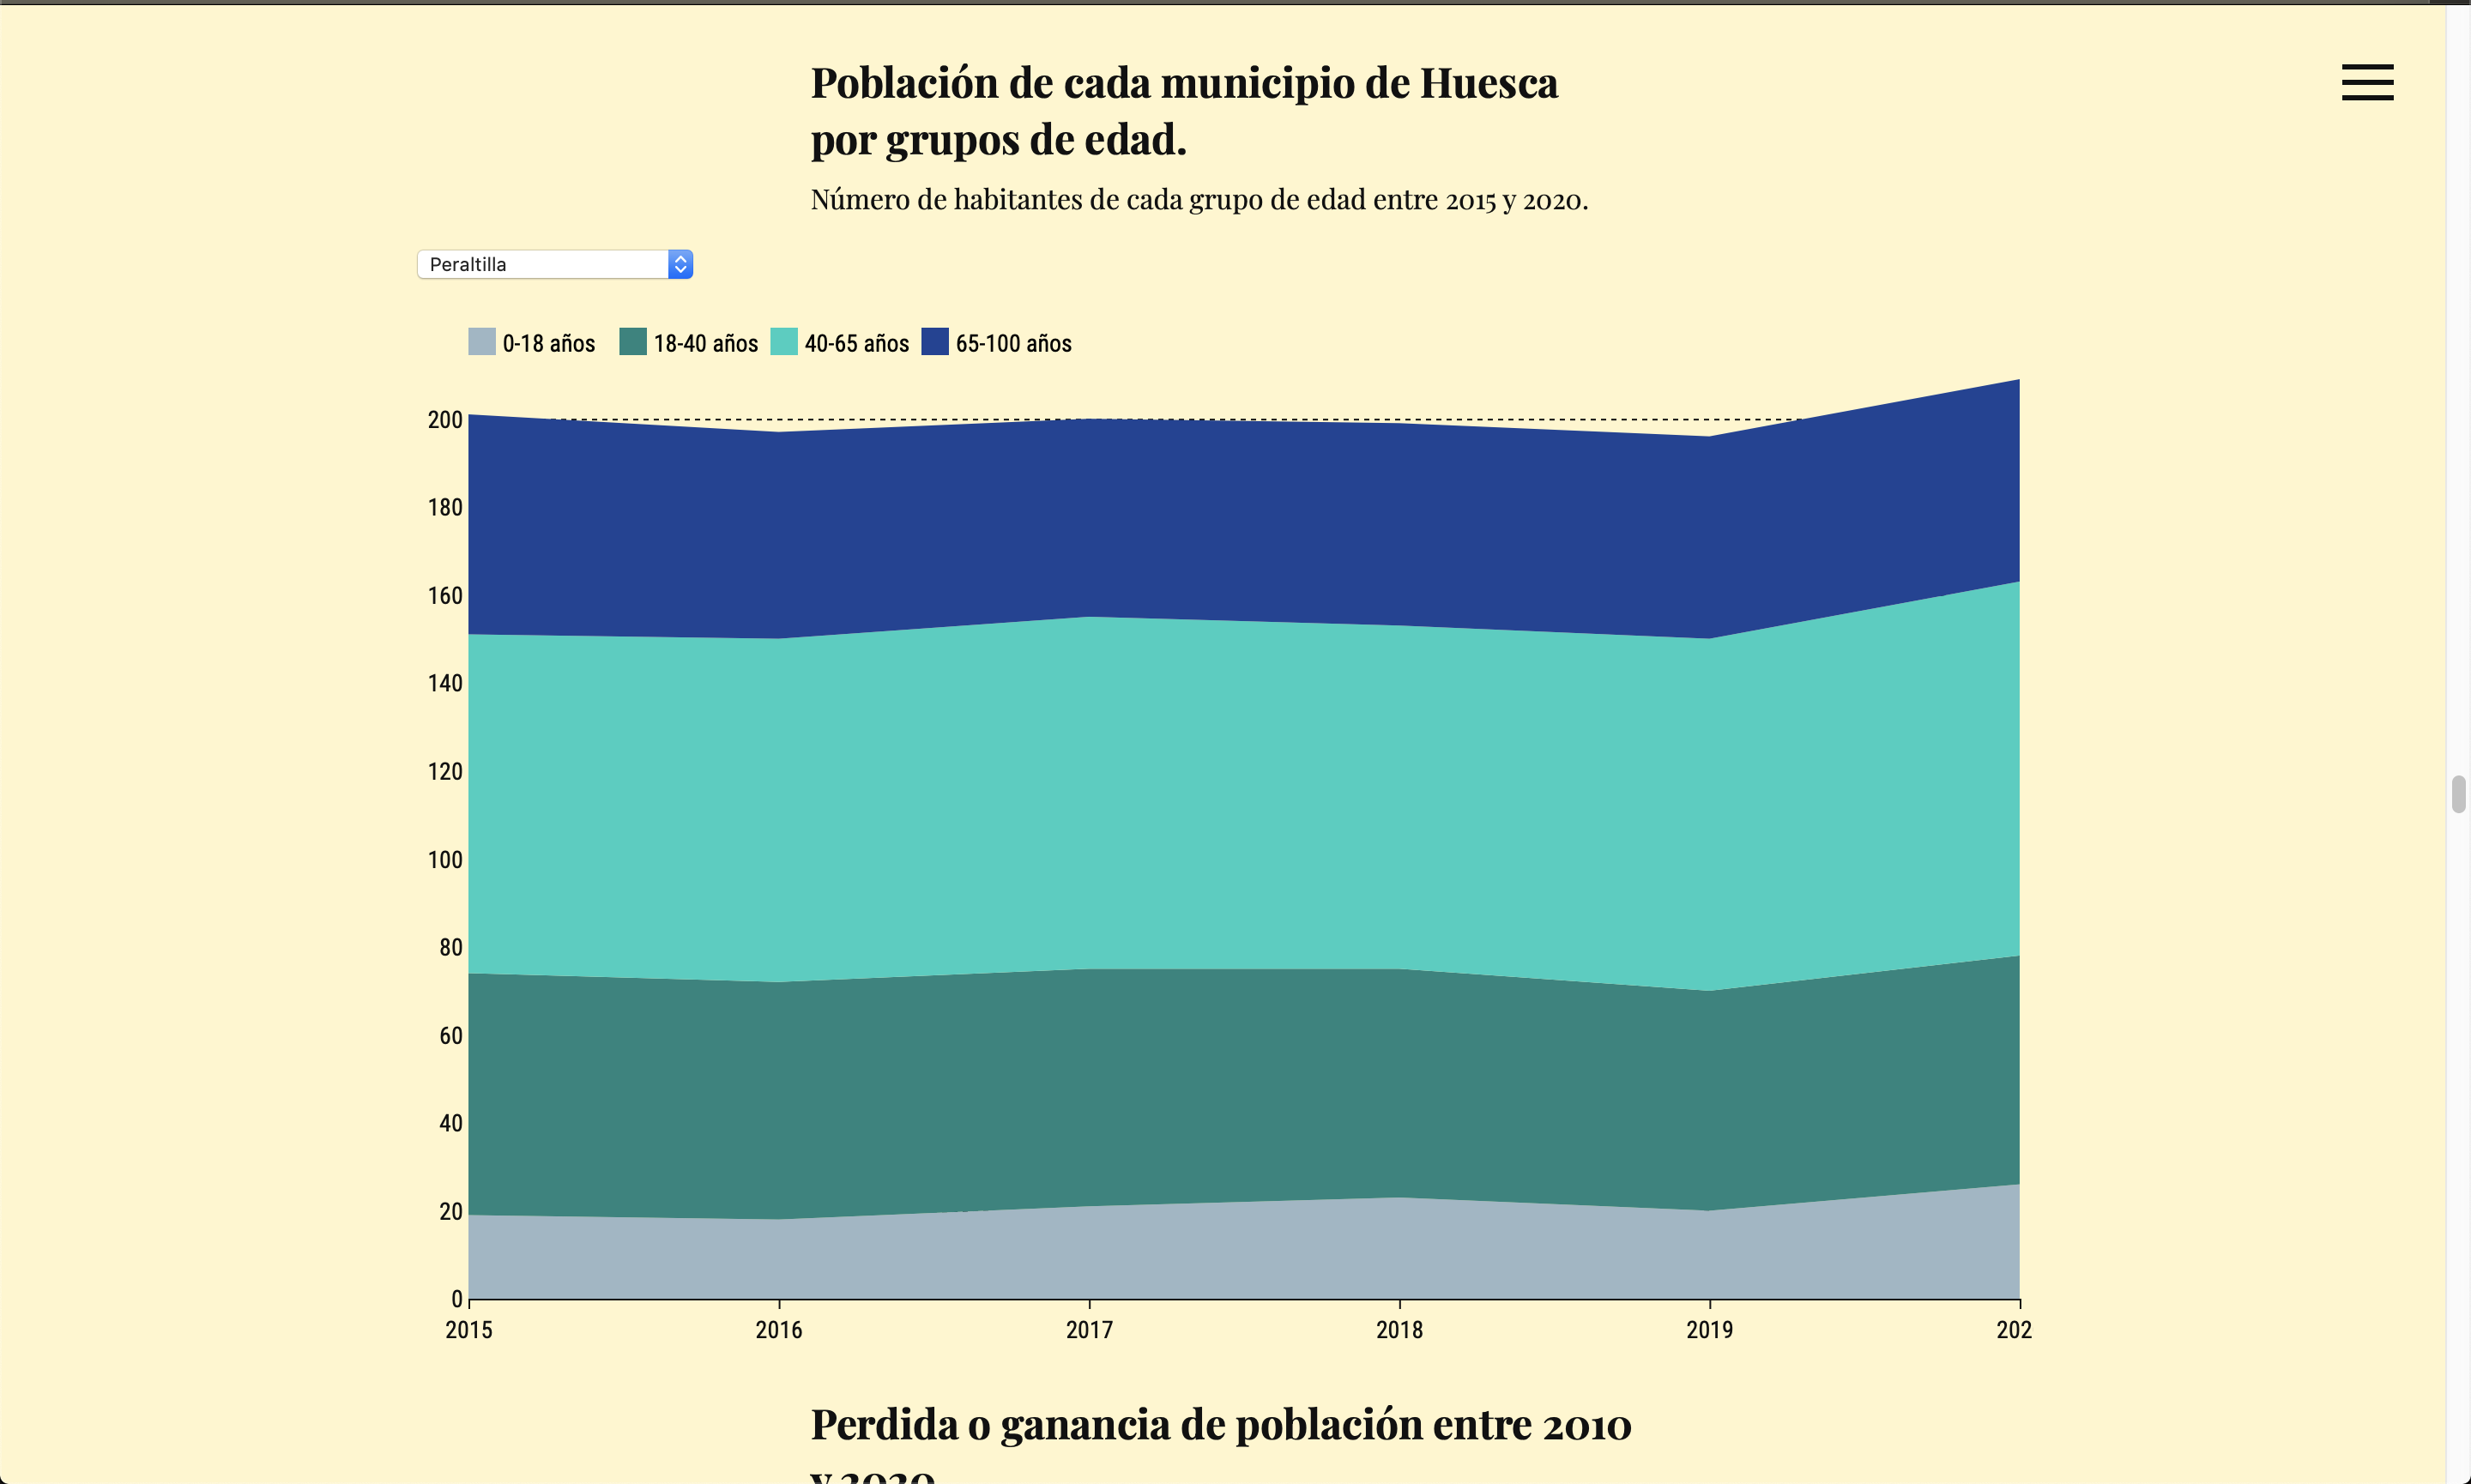 Población de cada municipio de Huesca
por grupos de edad.
Número de habitantes de cada grupo de edad entre 2015 y 2020.
Peraltilla
0-18 años 18-40 años 40-65 años 65-100 años
200
180
160
140
120
100
80
60
40
20
0
2015 2016 2017 2018 2019 202
Perdida o ganancia de población entre 2010
y 2020